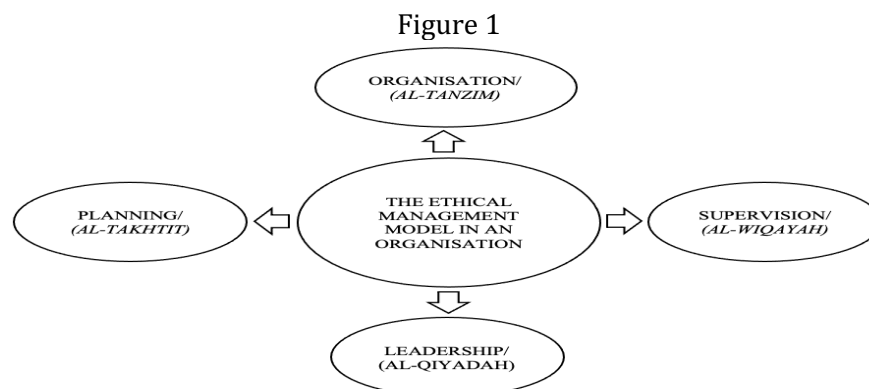 Figure 1
ORGANISATION/
(AL-TANZIM)
PLANNING/
(AL-TAKHTIT)
THE ETHICAL
MANAGEMENT
MODEL IN AN
ORGANISATION
SUPERVISION/
(AL-WIQAYAH)
LEADERSHIP/
(AL-QIYADAH)